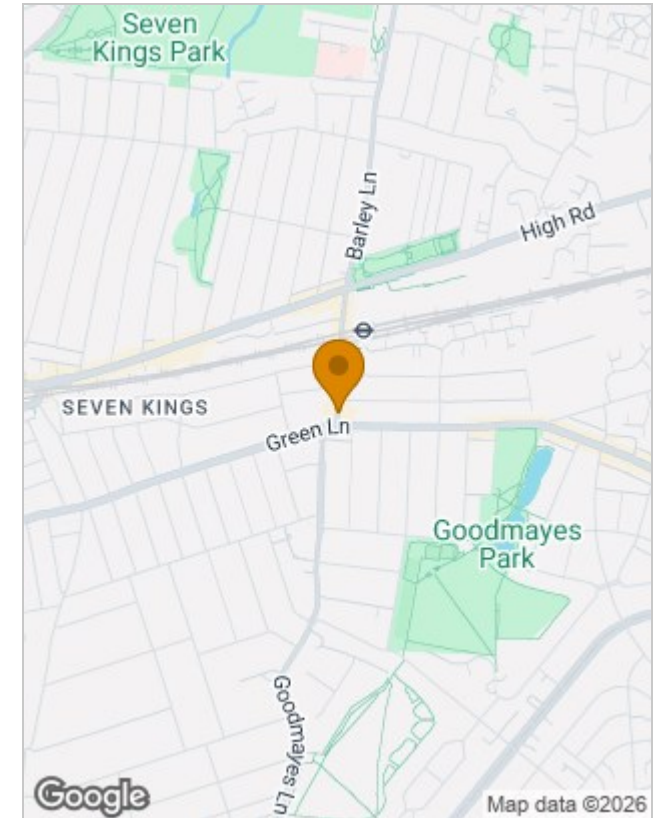 Seven
Kings Park
Barley Ln
High Rd
SEVEN KINGS
Green Ln
Goodmayes
Park
Goodmayes Ln
Google
Map data ©2026